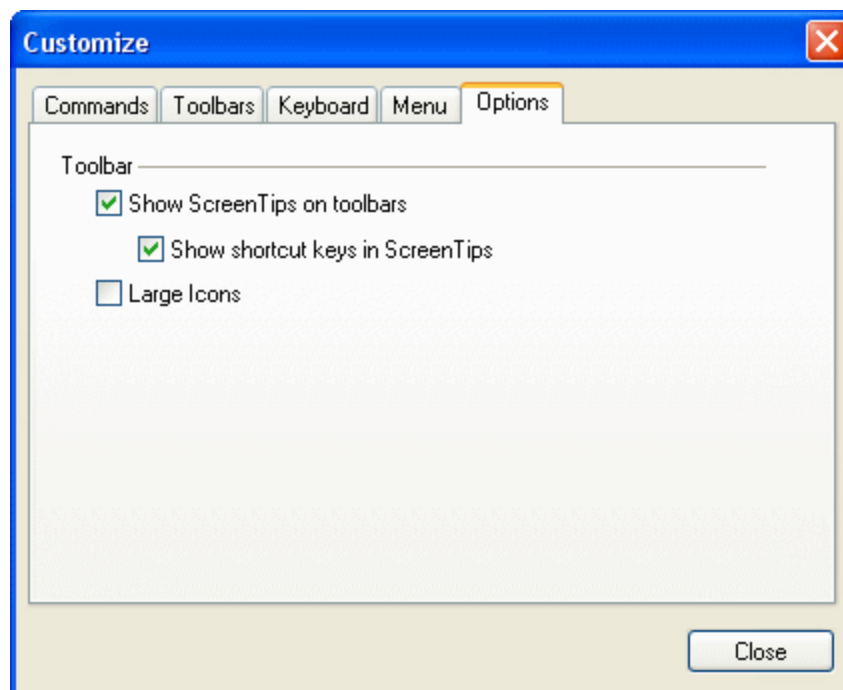 Customize
Commands Toolbars Keyboard Menu Options
Toolbar
Show ScreenTips on toolbars
Show shortcut keys in ScreenTips
Large Icons
Close